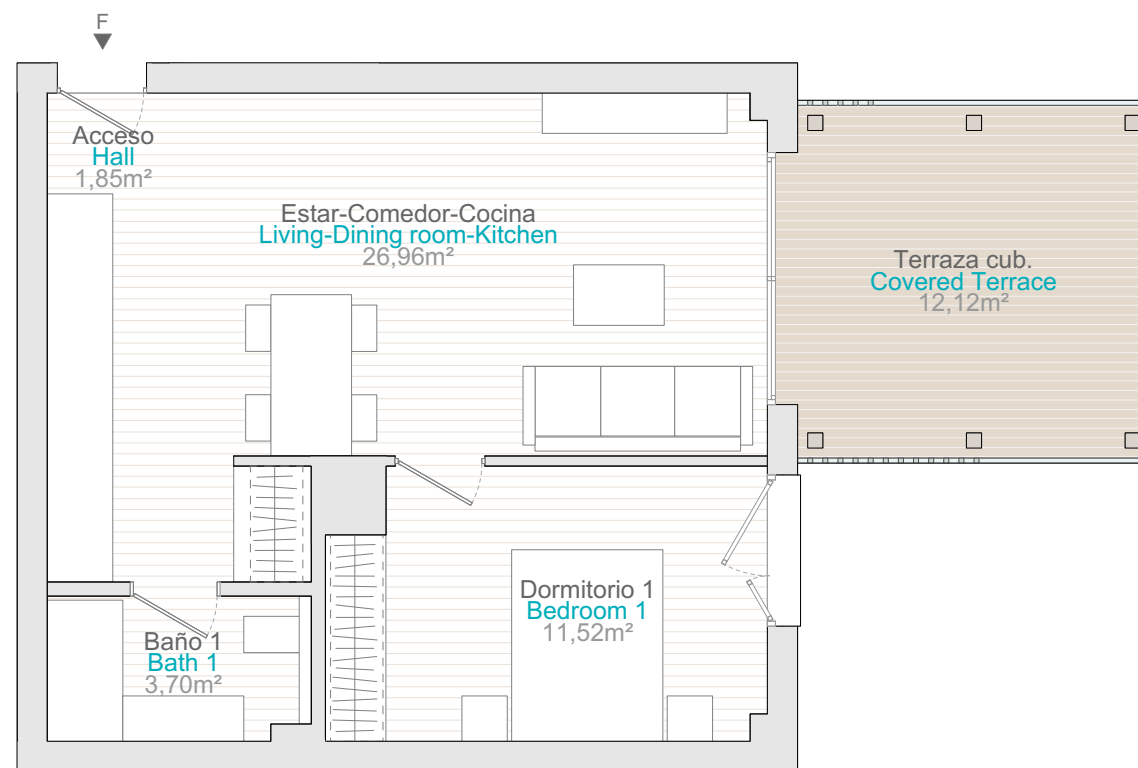 F
Acceso
Hall
1,85m²
Estar-Comedor-Cocina
Living-Dining room-Kitchen
26,96m²
Terraza cub.
Covered Terrace
12,12m²
Dormitorio 1
Bedroom 1
11,52m²
Baño 1
Bath 1
3,70m²